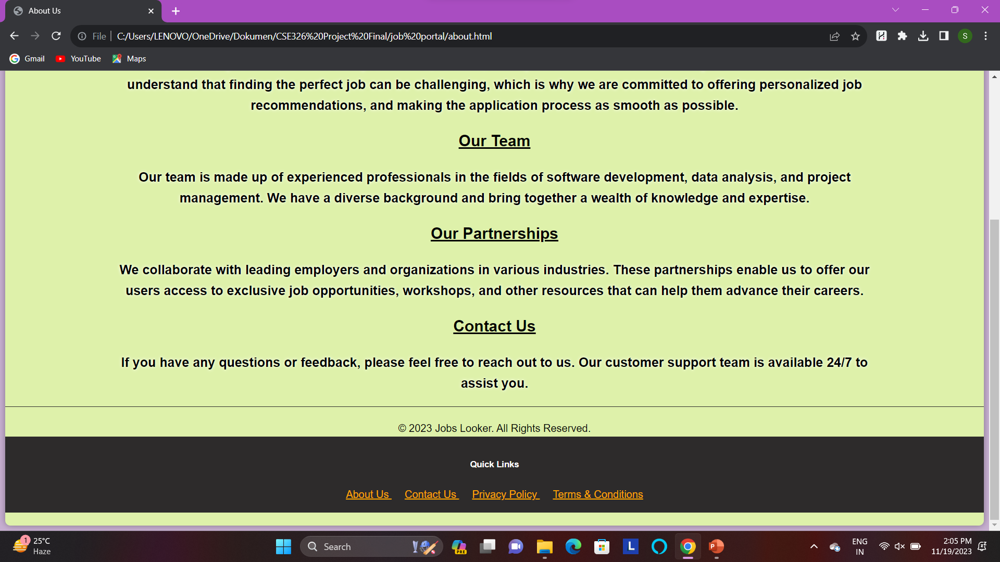 About Us
File
C:/Users/LENOVO/OneDrive/Dokumen/CSE326%20Project%20Final/job%20portal/about.html
S
Gmail YouTube Maps
understand that finding the perfect job can be challenging, which is why we are committed to offering personalized job
recommendations, and making the application process as smooth as possible.
Our Team
Our team is made up of experienced professionals in the fields of software development, data analysis, and project
management. We have a diverse background and bring together a wealth of knowledge and expertise.
Our Partnerships
We collaborate with leading employers and organizations in various industries. These partnerships enable us to offer our
users access to exclusive job opportunities, workshops, and other resources that can help them advance their careers.
Contact Us
If you have any questions or feedback, please feel free to reach out to us. Our customer support team is available 24/7 to
assist you.
© 2023 Jobs Looker. All Rights Reserved.
Quick Links
About Us Contact Us Privacy Policy Terms & Conditions
1
25°C
Haze
Search
PRE
L
P
ENG
IN
2:05 PM
11/19/2023